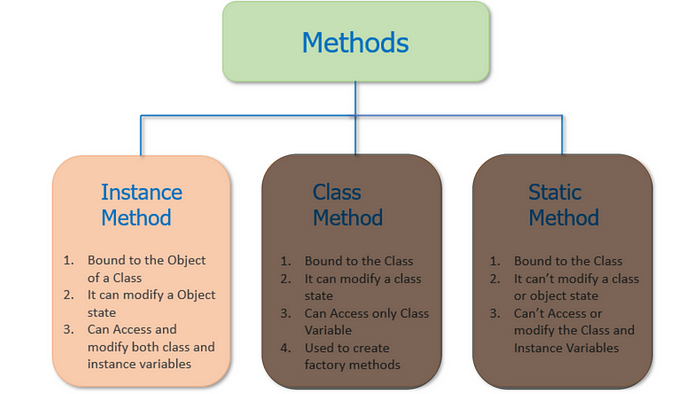 Methods
Instance
Method
1. Bound to the Object
of a Class
2. It can modify a Object
state
3. Can Access and
modify both class and
instance variables
Class
Method
1. Bound to the Class
2. It can modify a class
state
3. Can Access only Class
Variable
4. Used to create
factory methods
Static
Method
1. Bound to the Class
2. It can’t modify a class
or object state
3. Can’t Access or
modify the Class and
Instance Variables